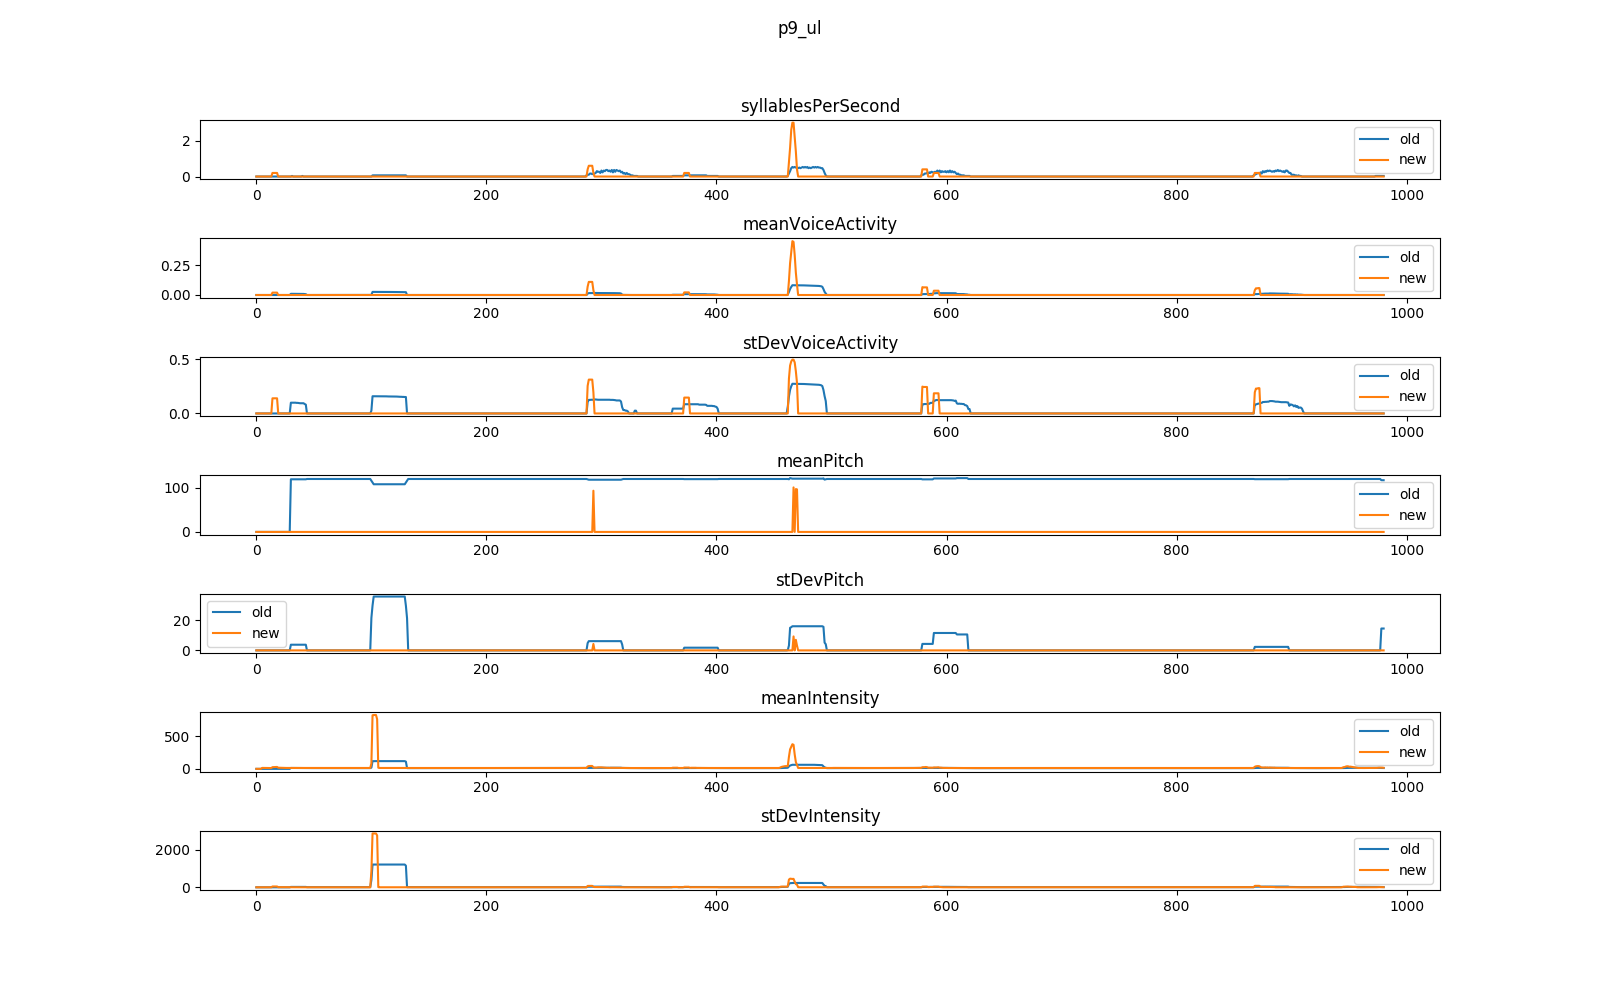 p9_ul
syllablesPerSecond
2
0
old
new
0 200 400 600 800 1000
meanVoiceActivity
0.25
0.00
old
new
0 200 400 600 800 1000
stDevVoiceActivity
0.5
0.0
old
new
0 200 400 600 800 1000
meanPitch
100
0
old
new
0 200 400 600 800 1000
stDevPitch
20
0
old
new
0 200 400 600 800 1000
meanIntensity
500
0
old
new
0 200 400 600 800 1000
stDevIntensity
2000
0
old
new
0 200 400 600 800 1000